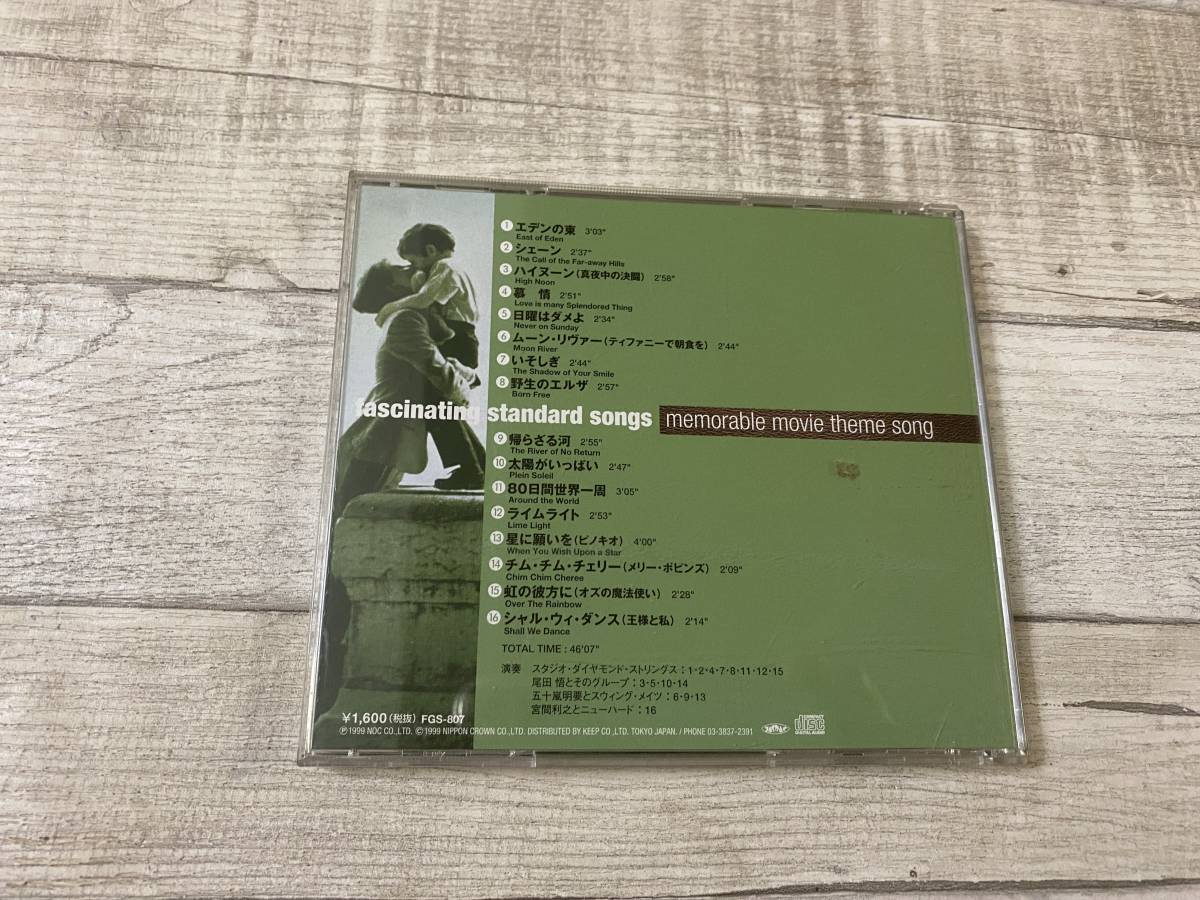 1 エデンの東 3'03"
East of Eden
2 シェーン 2'37"
The Call of the Far-away Hills
3 ハイヌーン(真夜中の決闘) 2'58"
High Noon
4 慕 情 2'51"
Love is many Splendored Thing
5 日曜はダメよ 2'34"
Never on Sunday
6 ムーン・リヴァー(ティファニーで朝食を) 2'44"
Moon River
7 いそしぎ 2'44"
The Shadow of Your Smile
8 野生のエルザ 2'57"
Born Free
fascinating standard songs memorable movie theme song
9 帰らざる河 2'55"
The River of No Return
10 太陽がいっぱい 2'47"
Plein Soleil
11 80日間世界一周 3'05"
Around the World
12 ライムライト 2'53"
Lime Light
13 星に願いを(ピノキオ) 4'00"
When You Wish Upon a Star
14 チム・チム・チェリー(メリー・ポピンズ) 2'09"
Chim Chim Cheree
15 虹の彼方に(オズの魔法使い) 2'28"
Over The Rainbow
16 シャル・ウィ・ダンス(王様と私) 2'14"
Shall We Dance
TOTAL TIME : 46'07"
演奏 スタジオ・ダイヤモンド・ストリングス:1・2・4・7・8・11・12・15
尾田 悟とそのグループ:3・5・10・14
五十嵐明要とスウィング・メイツ:6・9・13
宮間利之とニューハード:16
¥1,600(税抜) FGS-807
Ⓟ1999 NOC CO.,LTD. ©1999 NIPPON CROWN CO.,LTD. DISTRIBUTED BY KEEP CO.,LTD. TOKYO JAPAN. / PHONE 03-3837-2391
COMPACT disc DIGITAL AUDIO